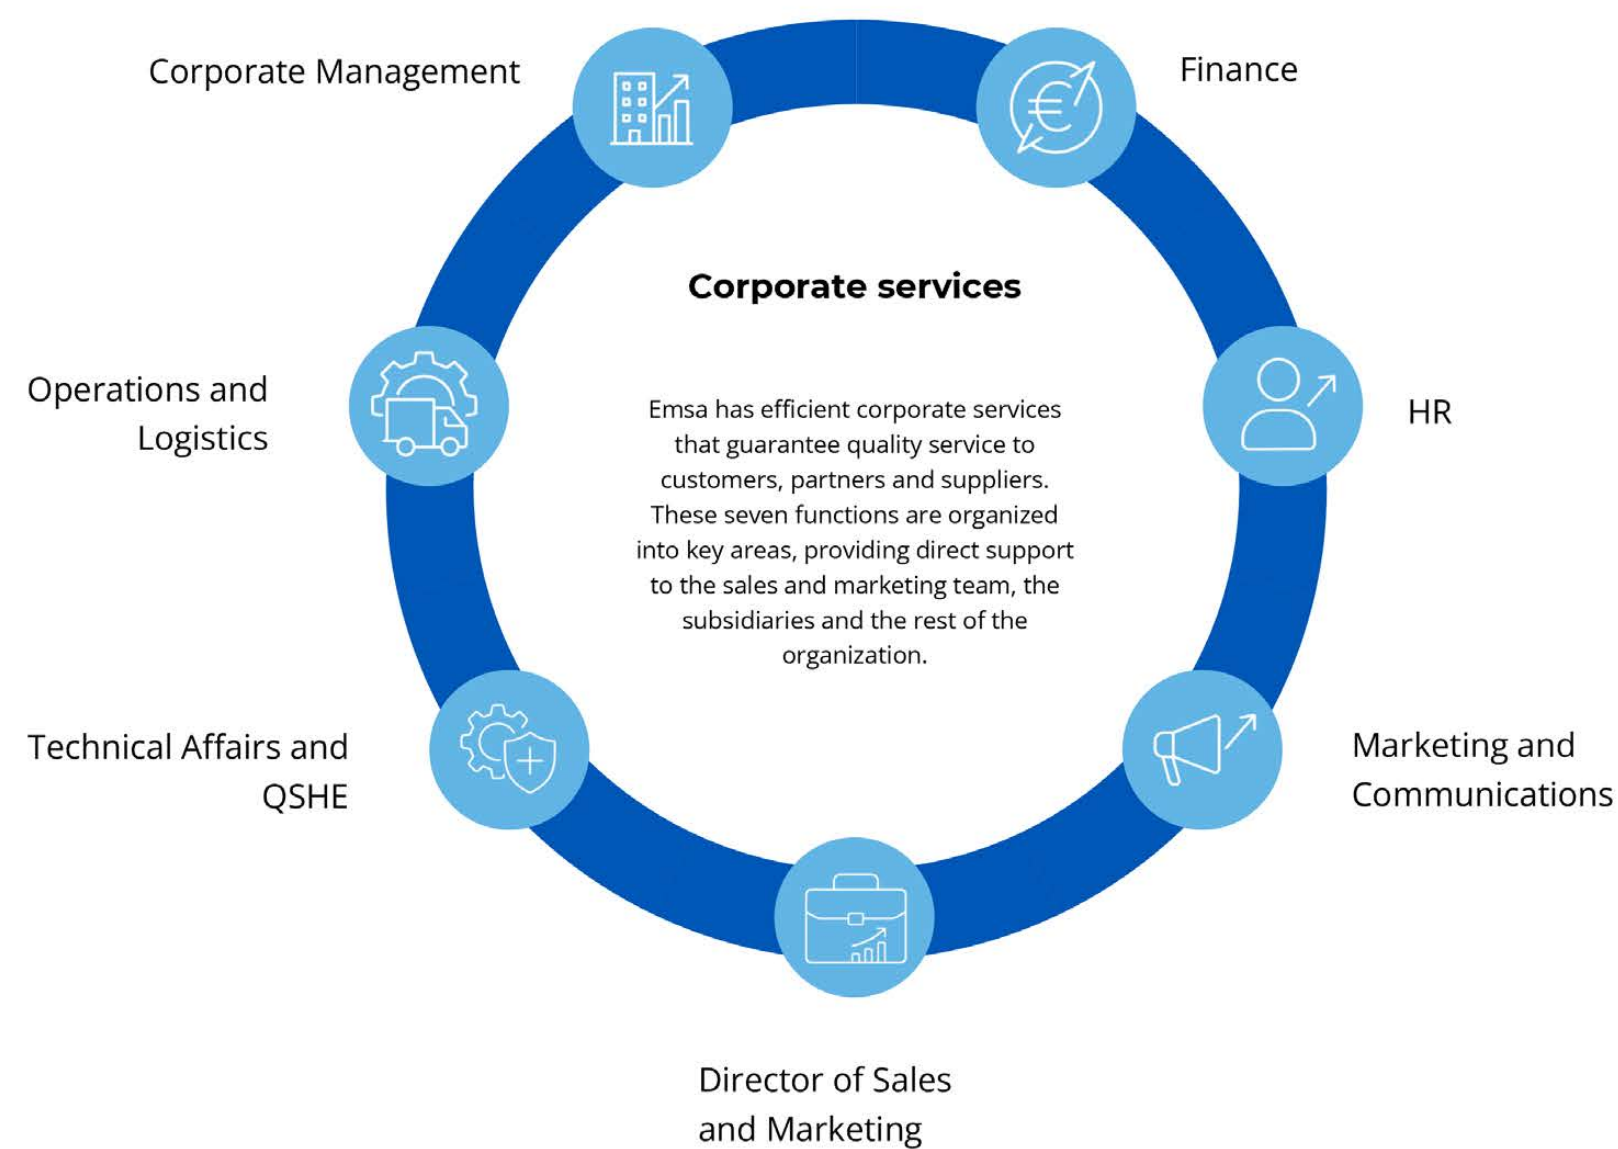 Corporate Management
Finance
Corporate services
Emsa has efficient corporate services
that guarantee quality service to
customers, partners and suppliers.
These seven functions are organized
into key areas, providing direct support
to the sales and marketing team, the
subsidiaries and the rest of the
organization.
Operations and
Logistics
HR
Technical Affairs and
QSHE
Marketing and
Communications
Director of Sales
and Marketing